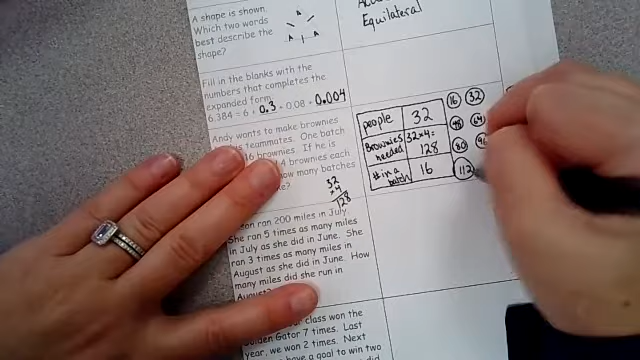 A shape is shown.
Which two words
best describe the
shape?
Equilateral
Fill in the blanks with the
numbers that completes the
expanded form.
6.384 = 6 + 0.3 + 0.08 + 0.004
Andy wants to make brownies
teammates. One batch
16 brownies. If he is
4 brownies each
how many batches
32
×4
128
people 32
Brownies needed 32×4=
128
# in a batch 16
16 32
48 64
80 96
112
ran 200 miles in July.
She ran 5 times as many miles
in July as she did in June. She
ran 3 times as many miles in
August as she did in June. How
many miles did she run in
August?
class won the
Golden Gator 7 times. Last
year, we won 2 times. Next
have a goal to win two